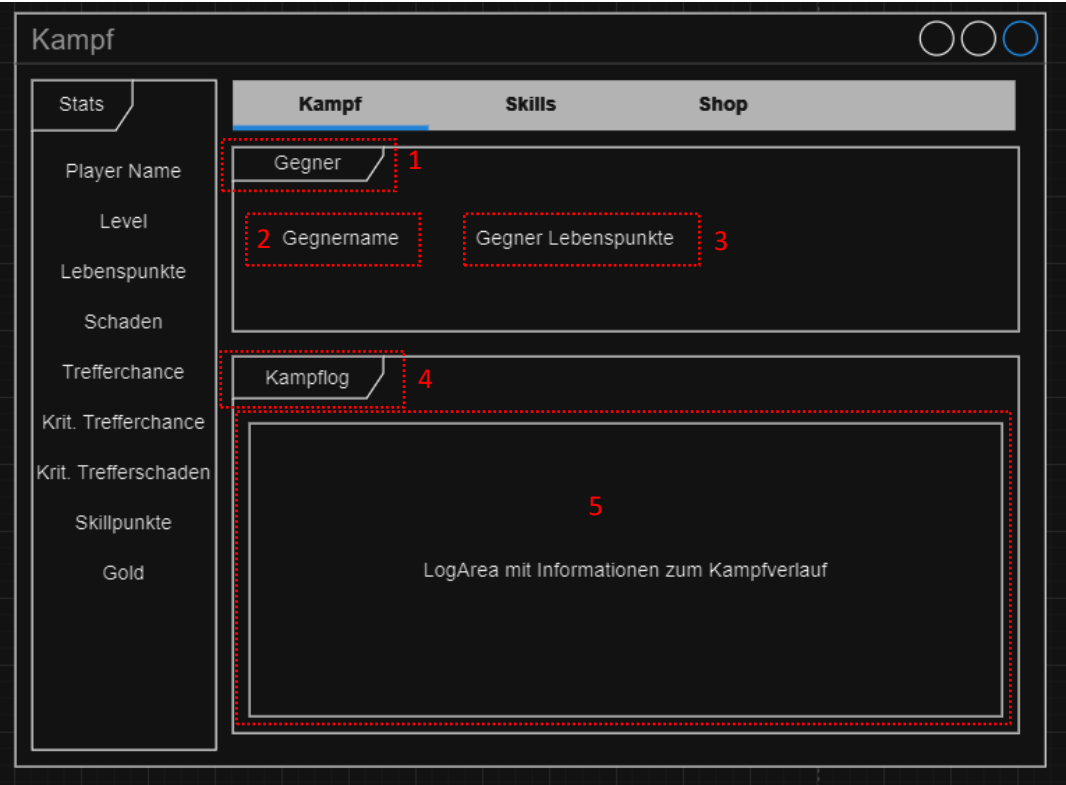 Kampf
Stats
Player Name
Level
Lebenspunkte
Schaden
Trefferchance
Krit. Trefferchance
Krit. Trefferschaden
Skillpunkte
Gold
Kampf Skills Shop
Gegner 1
2 Gegnername Gegner Lebenspunkte 3
Kampflog 4
5
LogArea mit Informationen zum Kampfverlauf